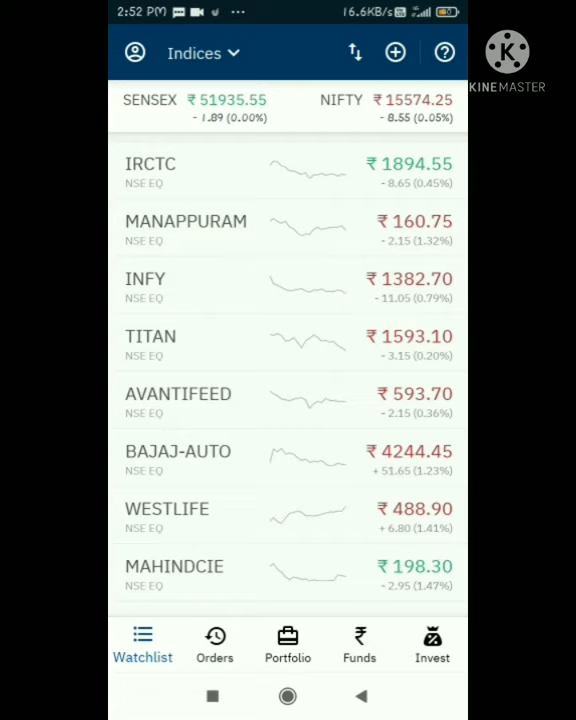 2:52 PM ... 16.6KB/s
Indices
K
KINEMASTER
SENSEX ₹ 51935.55 NIFTY ₹ 15574.25
- 1.89 (0.00%) - 8.55 (0.05%)
IRCTC ₹ 1894.55
NSE EQ - 8.65 (0.45%)
MANAPPURAM ₹ 160.75
NSE EQ - 2.15 (1.32%)
INFY ₹ 1382.70
NSE EQ - 11.05 (0.79%)
TITAN ₹ 1593.10
NSE EQ - 3.15 (0.20%)
AVANTIFEED ₹ 593.70
NSE EQ - 2.15 (0.36%)
BAJAJ-AUTO ₹ 4244.45
NSE EQ + 51.65 (1.23%)
WESTLIFE ₹ 488.90
NSE EQ + 6.80 (1.41%)
MAHINDCIE ₹ 198.30
NSE EQ - 2.95 (1.47%)
Watchlist Orders Portfolio Funds Invest